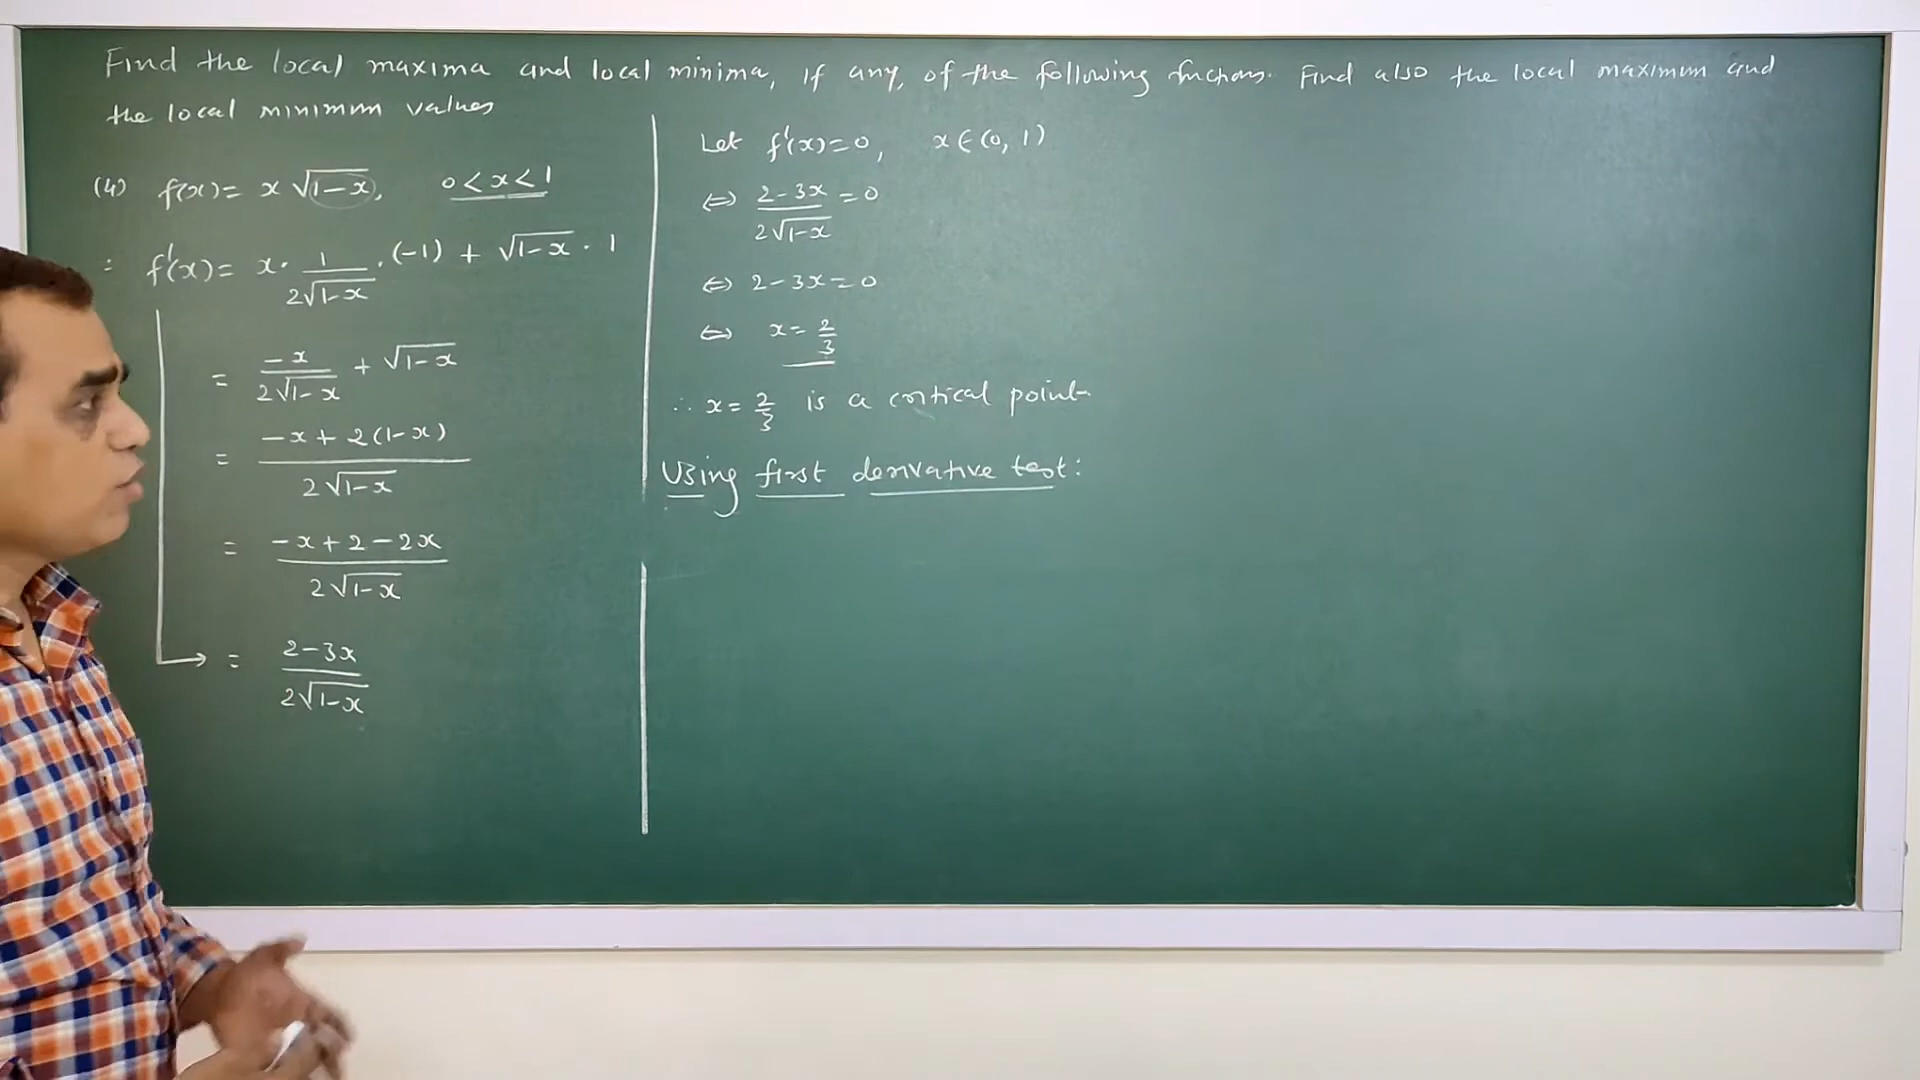 Find the local maxima and local minima, if any, of the following functions. Find also the local maximum and
the local minimum values
(4) f(x) = x √(1-x), 0 < x < 1
: f'(x) = x · 1/(2√(1-x)) · (-1) + √(1-x) · 1
= -x/(2√(1-x)) + √(1-x)
= (-x + 2(1-x))/(2√(1-x))
= (-x + 2 - 2x)/(2√(1-x))
= (2-3x)/(2√(1-x))
Let f'(x) = 0, x ∈ (0, 1)
⇔ (2-3x)/(2√(1-x)) = 0
⇔ 2-3x = 0
⇔ x = 2/3
∴ x = 2/3 is a critical point.
Using first derivative test: